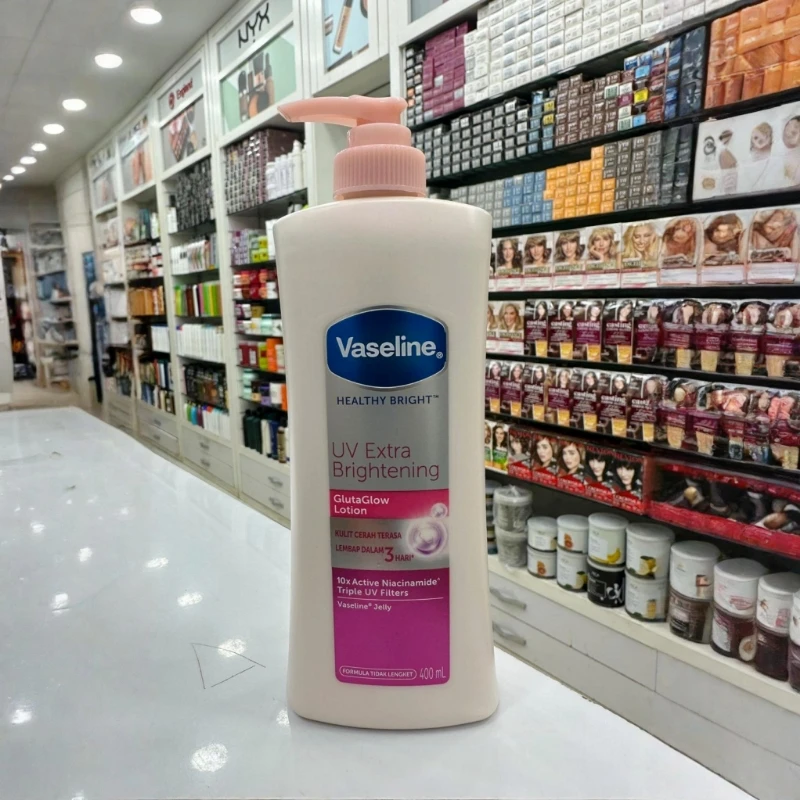 NYX
Vaseline®
HEALTHY BRIGHT™
UV Extra
Brightening
GlutaGlow
Lotion
KULIT CERAH TERASA
LEMBAP DALAM 3 HARI*
10x Active Niacinamide*
Triple UV Filters
Vaseline® Jelly
FORMULA TIDAK LENGKET
400 mL